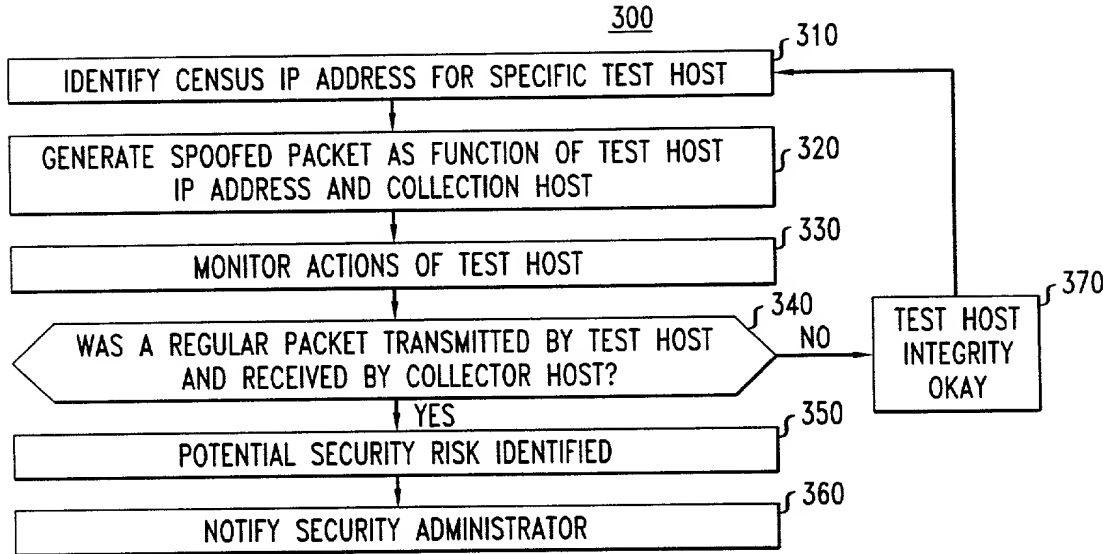 300
310
IDENTIFY CENSUS IP ADDRESS FOR SPECIFIC TEST HOST
GENERATE SPOOFED PACKET AS FUNCTION OF TEST HOST
IP ADDRESS AND COLLECTION HOST
320
330
MONITOR ACTIONS OF TEST HOST
340
WAS A REGULAR PACKET TRANSMITTED BY TEST HOST
AND RECEIVED BY COLLECTOR HOST?
NO
370
TEST HOST
INTEGRITY
OKAY
YES
350
POTENTIAL SECURITY RISK IDENTIFIED
360
NOTIFY SECURITY ADMINISTRATOR